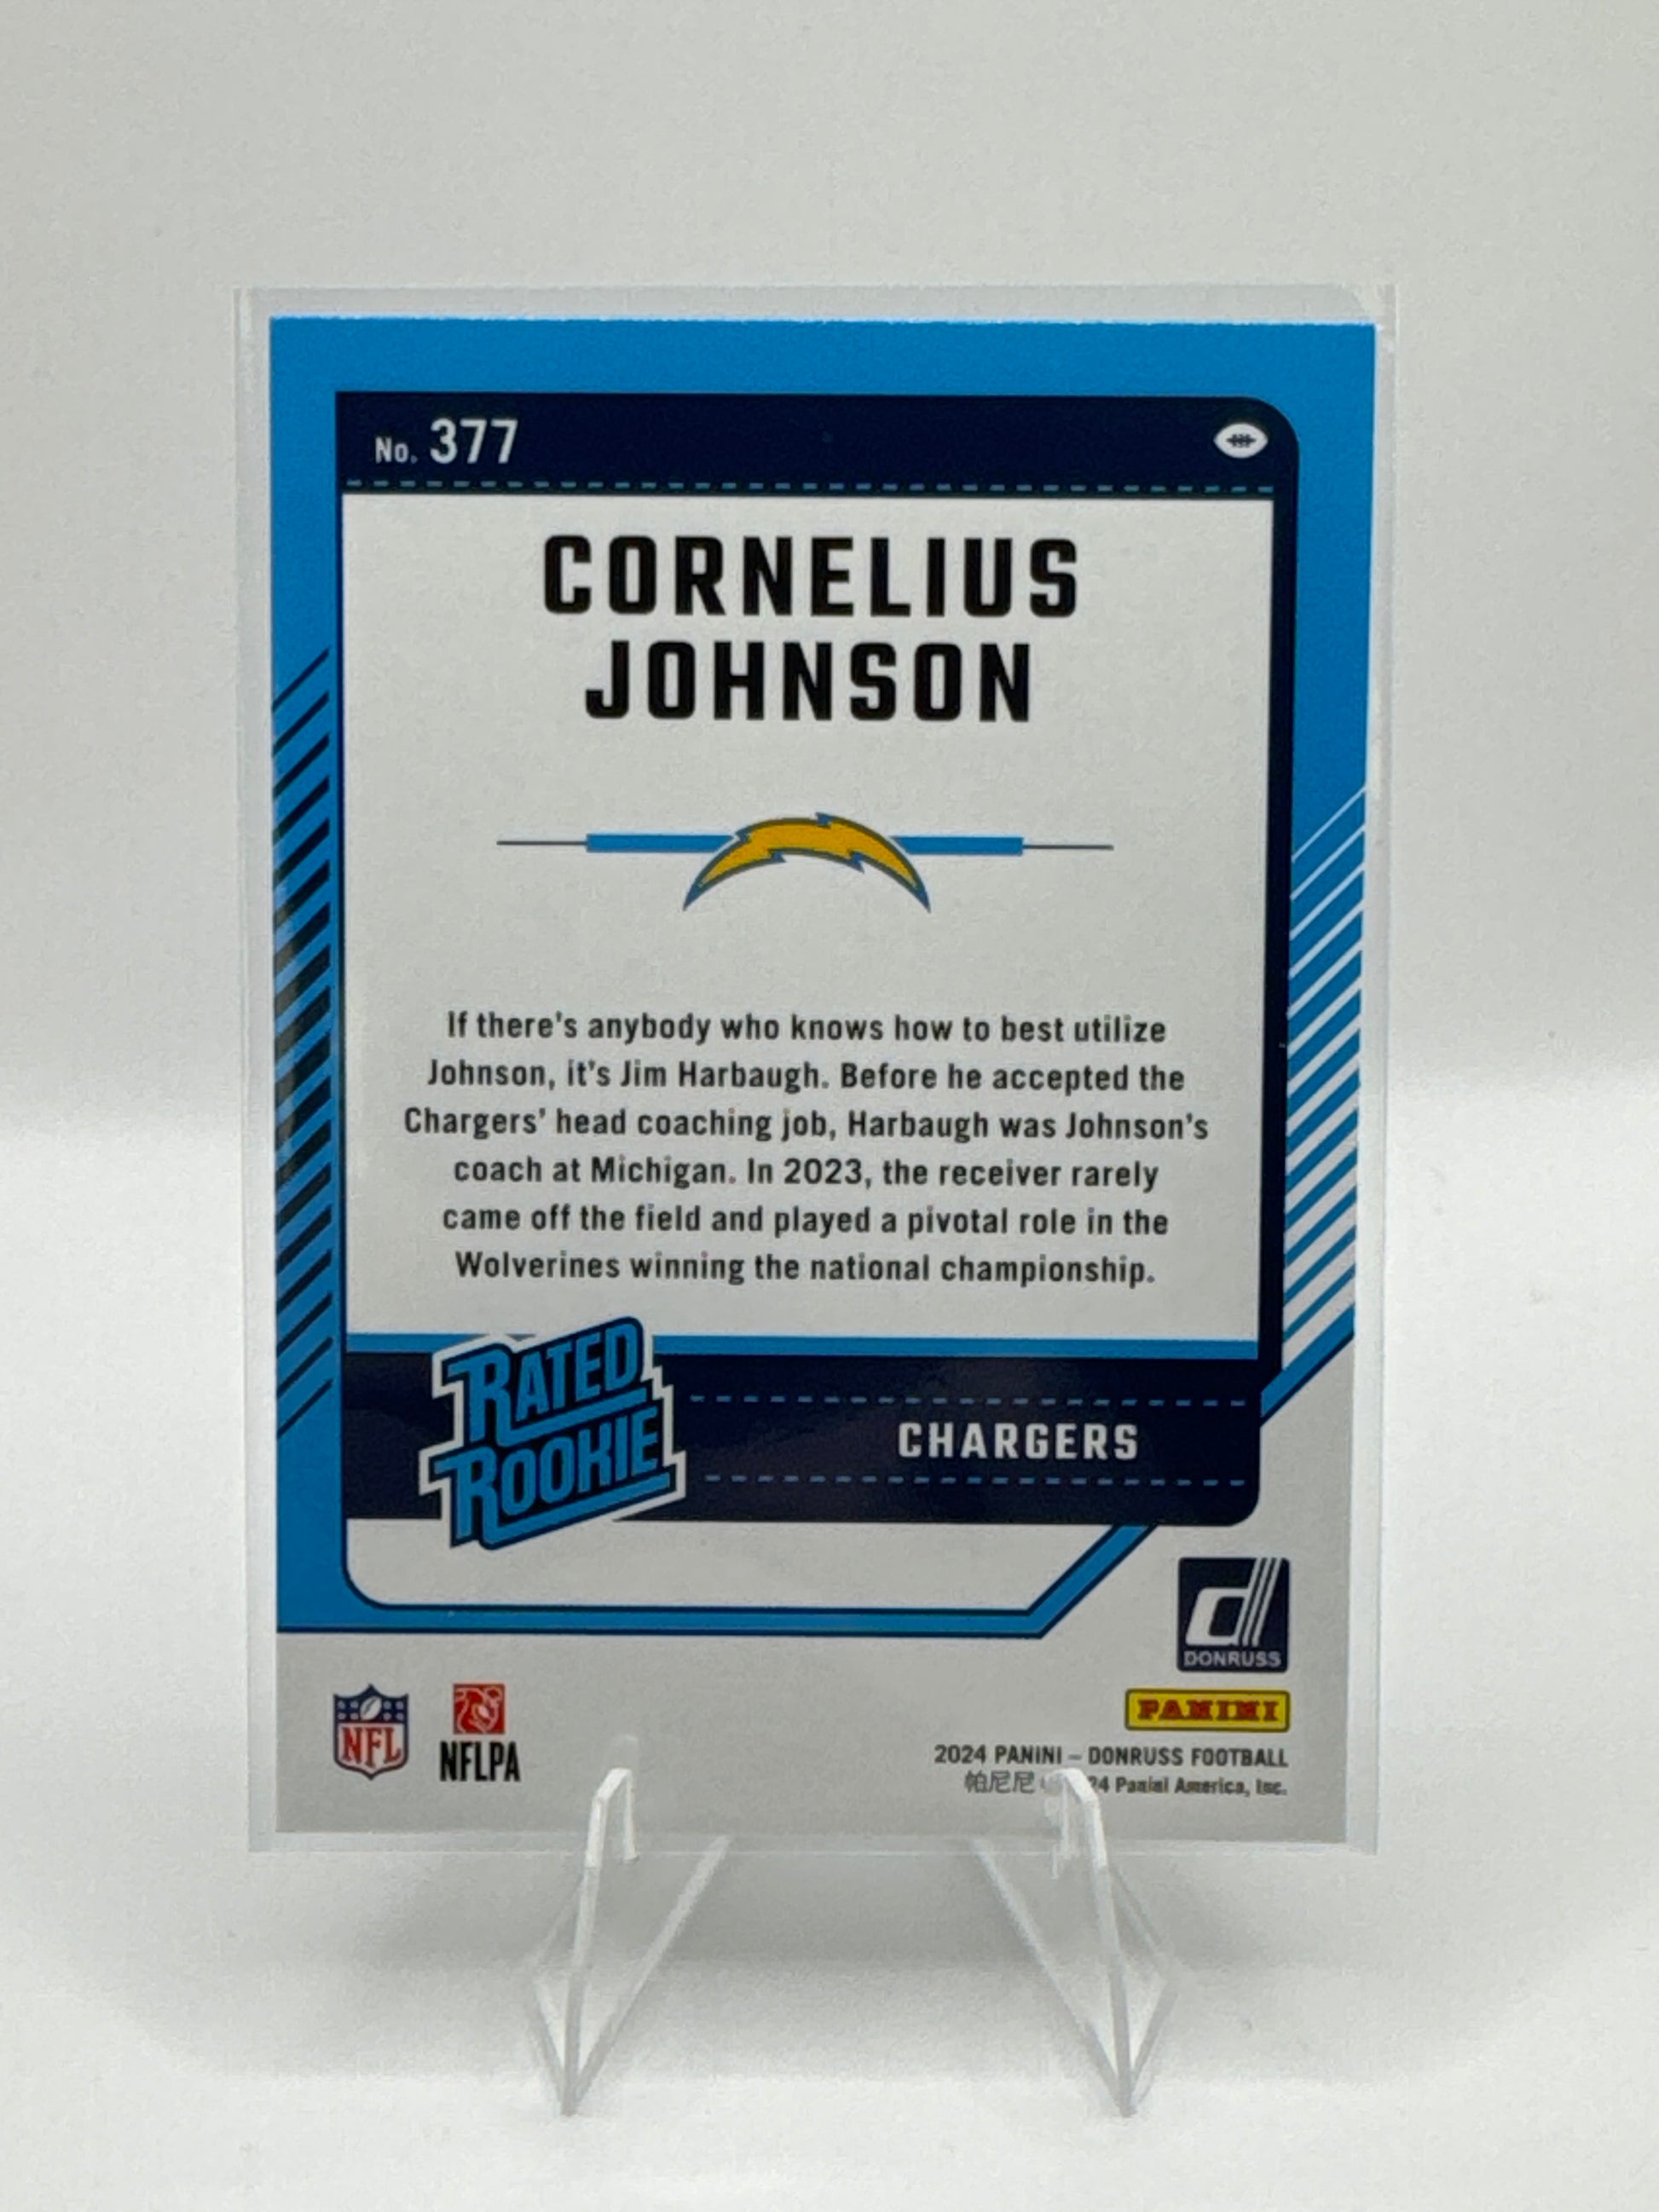 No. 377
CORNELIUS
JOHNSON
If there's anybody who knows how to best utilize
Johnson, it's Jim Harbaugh. Before he accepted the
Chargers' head coaching job, Harbaugh was Johnson's
coach at Michigan. In 2023, the receiver rarely
came off the field and played a pivotal role in the
Wolverines winning the national championship.
RATED
ROOKIE
CHARGERS
d
DONRUSS
PANINI
NFL
NFLPA
2024 PANINI – DONRUSS FOOTBALL
帕尼尼 24 Panini America, Inc.